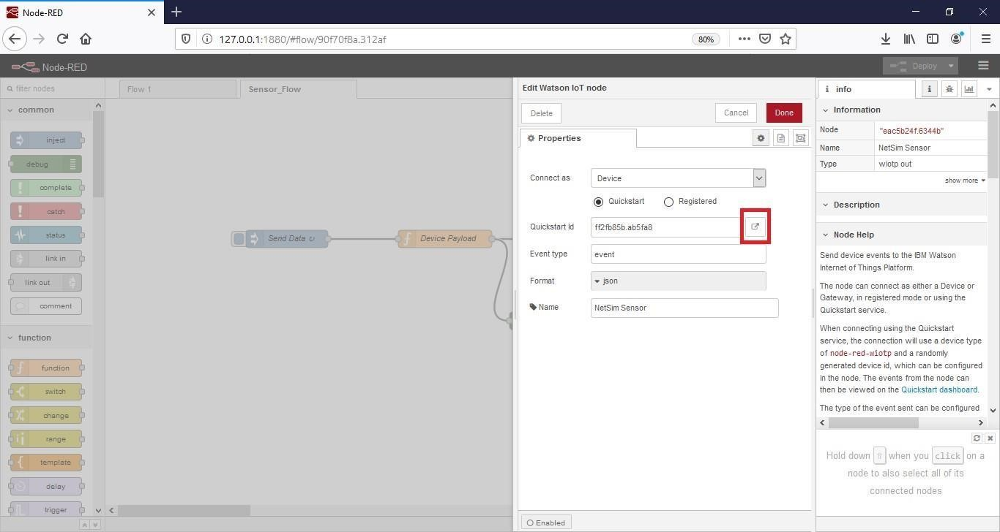 Node-RED
127.0.0.1:1880/#flow/90f70f8a.312af
80%
Node-RED
Deploy
filter nodes
Flow 1
Sensor_Flow
common
inject
debug
complete
catch
status
link in
link out
comment
function
function
switch
change
range
template
delay
trigger
Send Data ↻
Device Payload
Edit Watson IoT node
Delete
Cancel
Done
Properties
Connect as
Device
Quickstart
Registered
Quickstart Id
ff2fb85b.ab5fa8
Event type
event
Format
json
Name
NetSim Sensor
Enabled
info
Information
Node
"eac5b24f.6344b"
Name
NetSim Sensor
Type
wiotp out
show more
Description
Node Help
Send device events to the IBM Watson
Internet of Things Platform.
The node can connect as either a Device or
Gateway, in registered mode or using the
Quickstart service.
When connecting using the Quickstart
service, the connection will use a device type
of node-red-wiotp and a randomly
generated device id, which can be configured
in the node. The events from the node can
then be viewed on the Quickstart dashboard.
The type of the event sent can be configured
Hold down ⇧ when you click on a
node to also select all of its
connected nodes